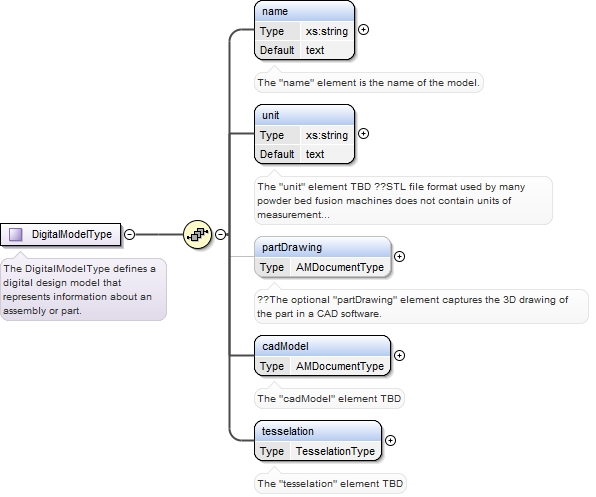 name
Type xs:string
Default text
The "name" element is the name of the model.
unit
Type xs:string
Default text
The "unit" element TBD ??STL file format used by many
powder bed fusion machines does not contain units of
measurement...
DigitalModelType
The DigitalModelType defines a
digital design model that
represents information about an
assembly or part.
partDrawing
Type AMDocumentType
??The optional "partDrawing" element captures the 3D drawing of
the part in a CAD software.
cadModel
Type AMDocumentType
The "cadModel" element TBD
tesselation
Type TesselationType
The "tesselation" element TBD